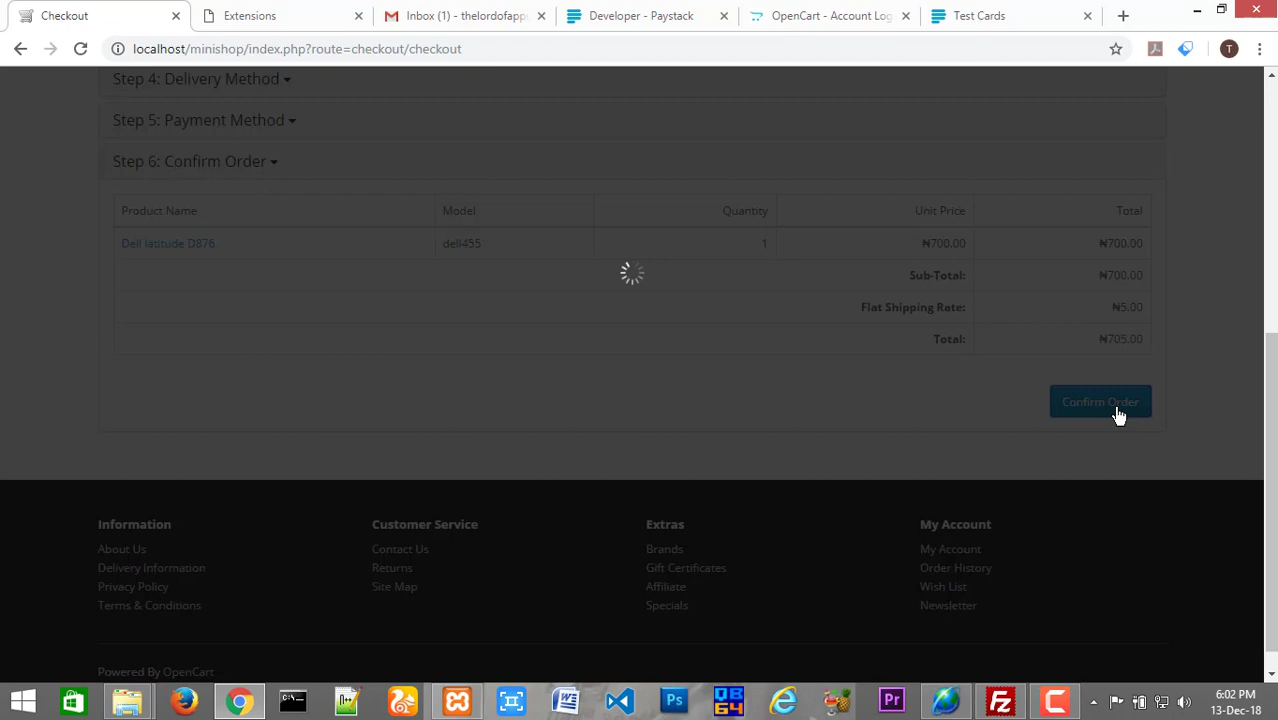 Checkout
Extensions
Inbox (1) - thelordofapp
Developer - Paystack
OpenCart - Account Log
Test Cards
localhost/minishop/index.php?route=checkout/checkout
T
Step 4: Delivery Method
Step 5: Payment Method
Step 6: Confirm Order
Product Name Model Quantity Unit Price Total
Dell latitude D876 dell455 1 ₦700.00 ₦700.00
Sub-Total: ₦700.00
Flat Shipping Rate: ₦5.00
Total: ₦705.00
Confirm Order
Information
About Us
Delivery Information
Privacy Policy
Terms & Conditions
Customer Service
Contact Us
Returns
Site Map
Extras
Brands
Gift Certificates
Affiliate
Specials
My Account
My Account
Order History
Wish List
Newsletter
Powered By OpenCart
Ps
QB
64
Pr
Fz
6:02 PM
13-Dec-18